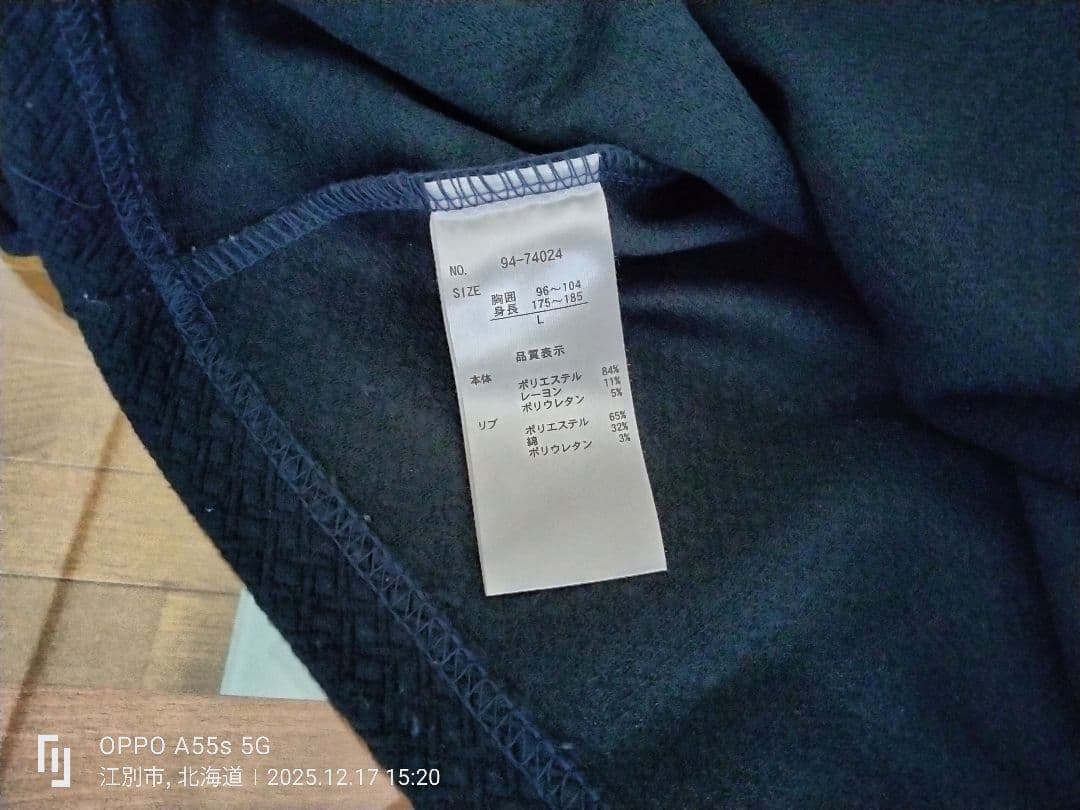 NO. 94-74024
SIZE 胸囲 96～104
身長 175～185
L
品質表示
本体 ポリエステル 84%
レーヨン 11%
ポリウレタン 5%
リブ ポリエステル 65%
綿 32%
ポリウレタン 3%
OPPO A55s 5G
江別市, 北海道 | 2025.12.17 15:20